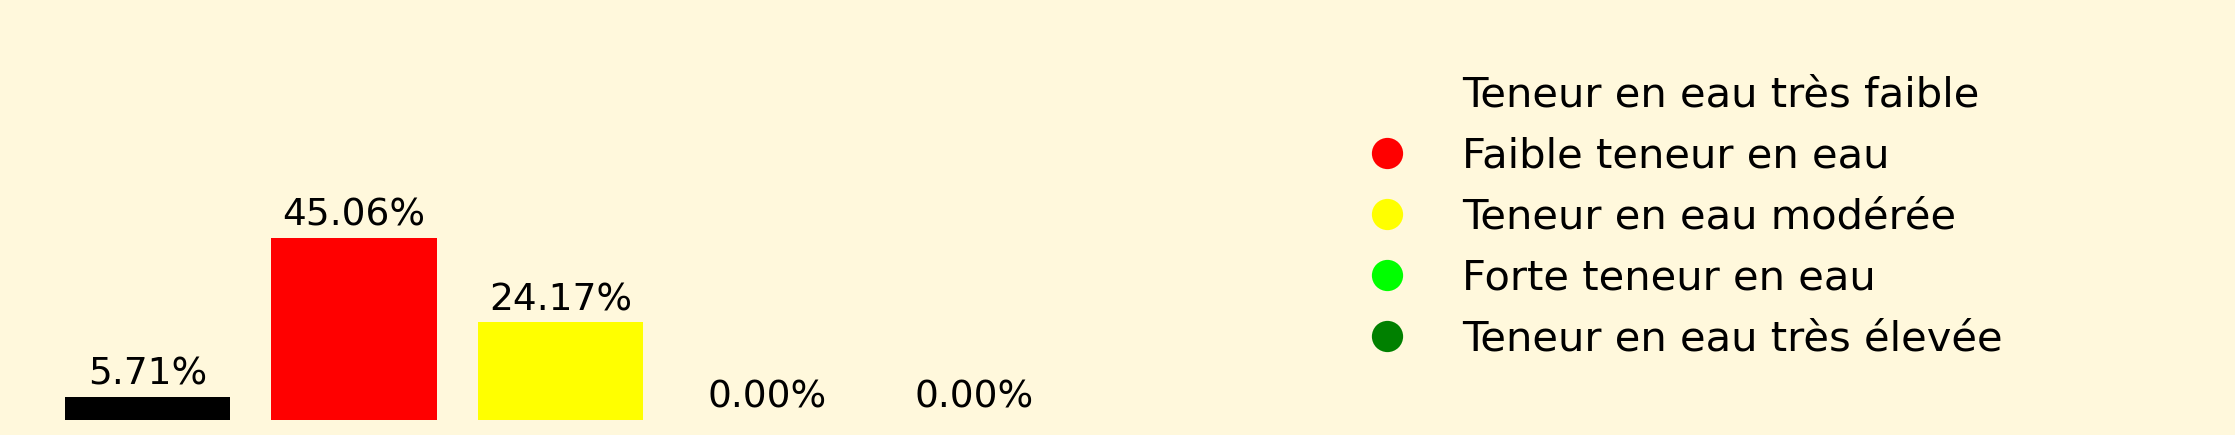 45.06%
24.17%
5.71%
0.00%
0.00%
Teneur en eau très faible
Faible teneur en eau
Teneur en eau modérée
Forte teneur en eau
Teneur en eau très élevée